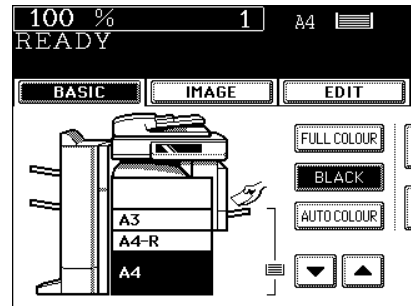 100 % 1 A4
READY
BASIC IMAGE EDIT
FULL COLOUR
BLACK
AUTO COLOUR
A3
A4-R
A4